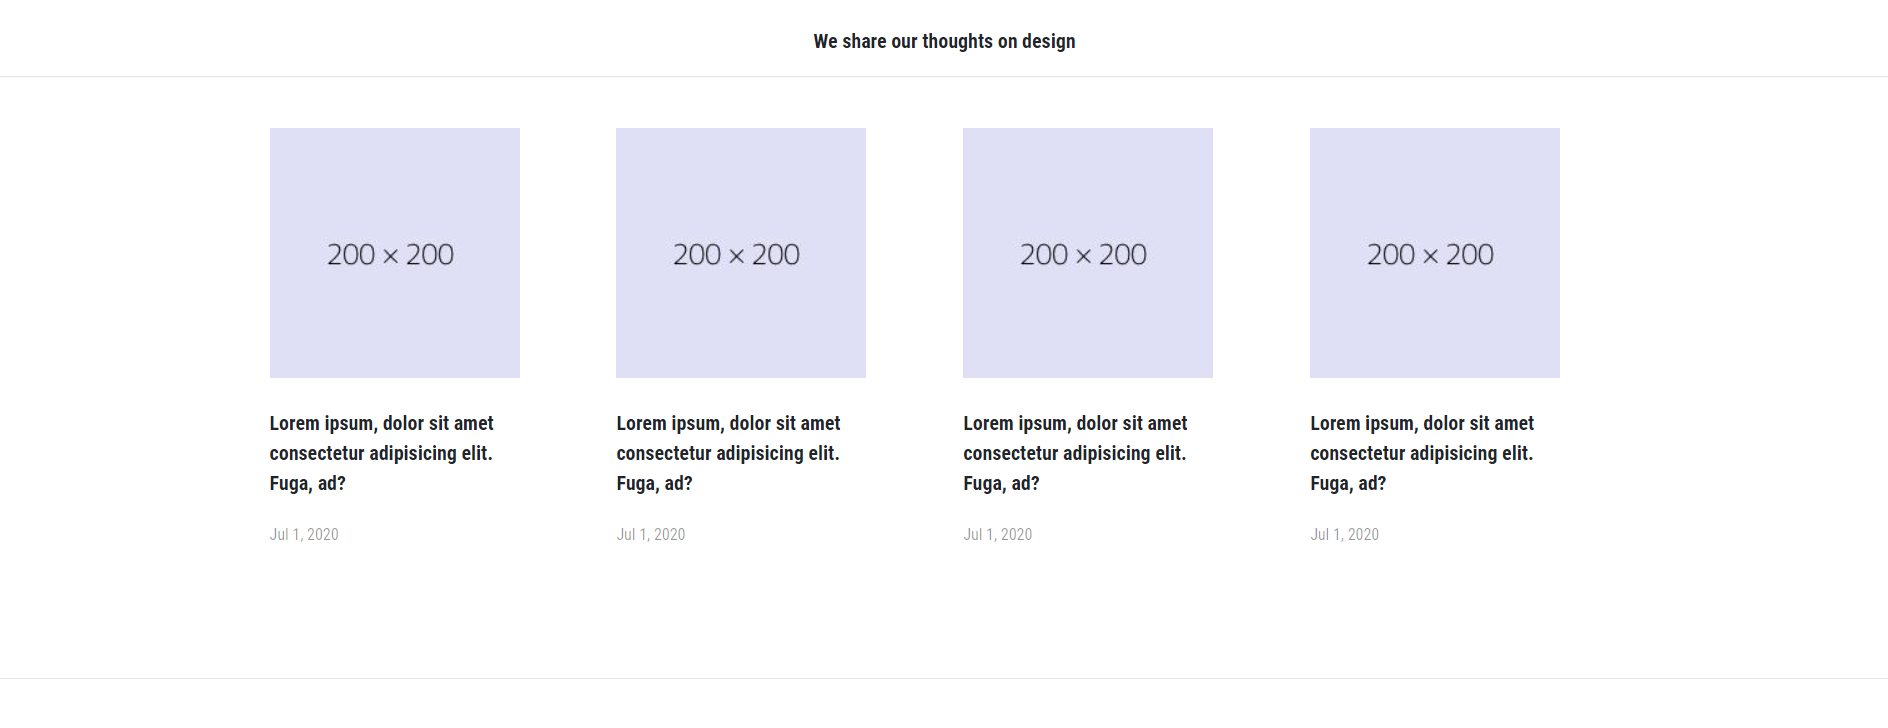 We share our thoughts on design
200 × 200
200 × 200
200 × 200
200 × 200
Lorem ipsum, dolor sit amet
consectetur adipisicing elit.
Fuga, ad?
Jul 1, 2020
Lorem ipsum, dolor sit amet
consectetur adipisicing elit.
Fuga, ad?
Jul 1, 2020
Lorem ipsum, dolor sit amet
consectetur adipisicing elit.
Fuga, ad?
Jul 1, 2020
Lorem ipsum, dolor sit amet
consectetur adipisicing elit.
Fuga, ad?
Jul 1, 2020